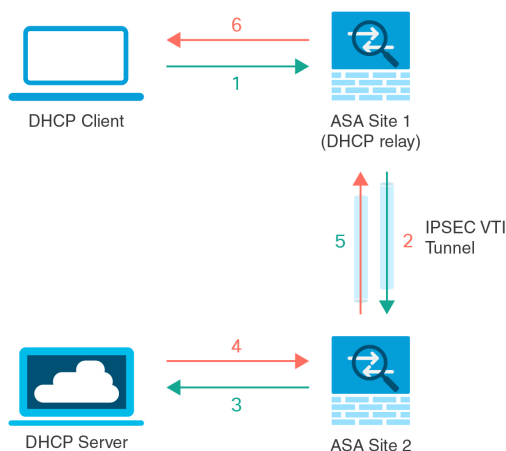 6
1
DHCP Client
ASA Site 1
(DHCP relay)
5
2
IPSEC VTI
Tunnel
4
3
DHCP Server
ASA Site 2